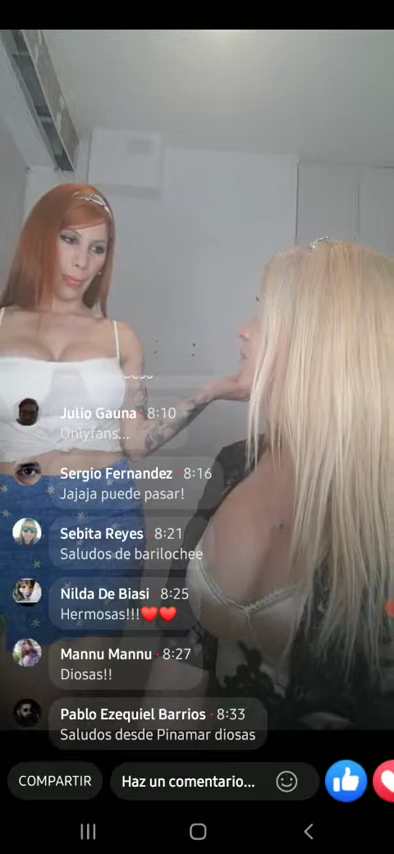 Julio Gauna · 8:10
Onlyfans...
Sergio Fernandez · 8:16
Jajaja puede pasar!
Sebita Reyes · 8:21
Saludos de barilochee
Nilda De Biasi · 8:25
Hermosas!!!❤️❤️
Mannu Mannu · 8:27
Diosas!!
Pablo Ezequiel Barrios · 8:33
Saludos desde Pinamar diosas
COMPARTIR
Haz un comentario...